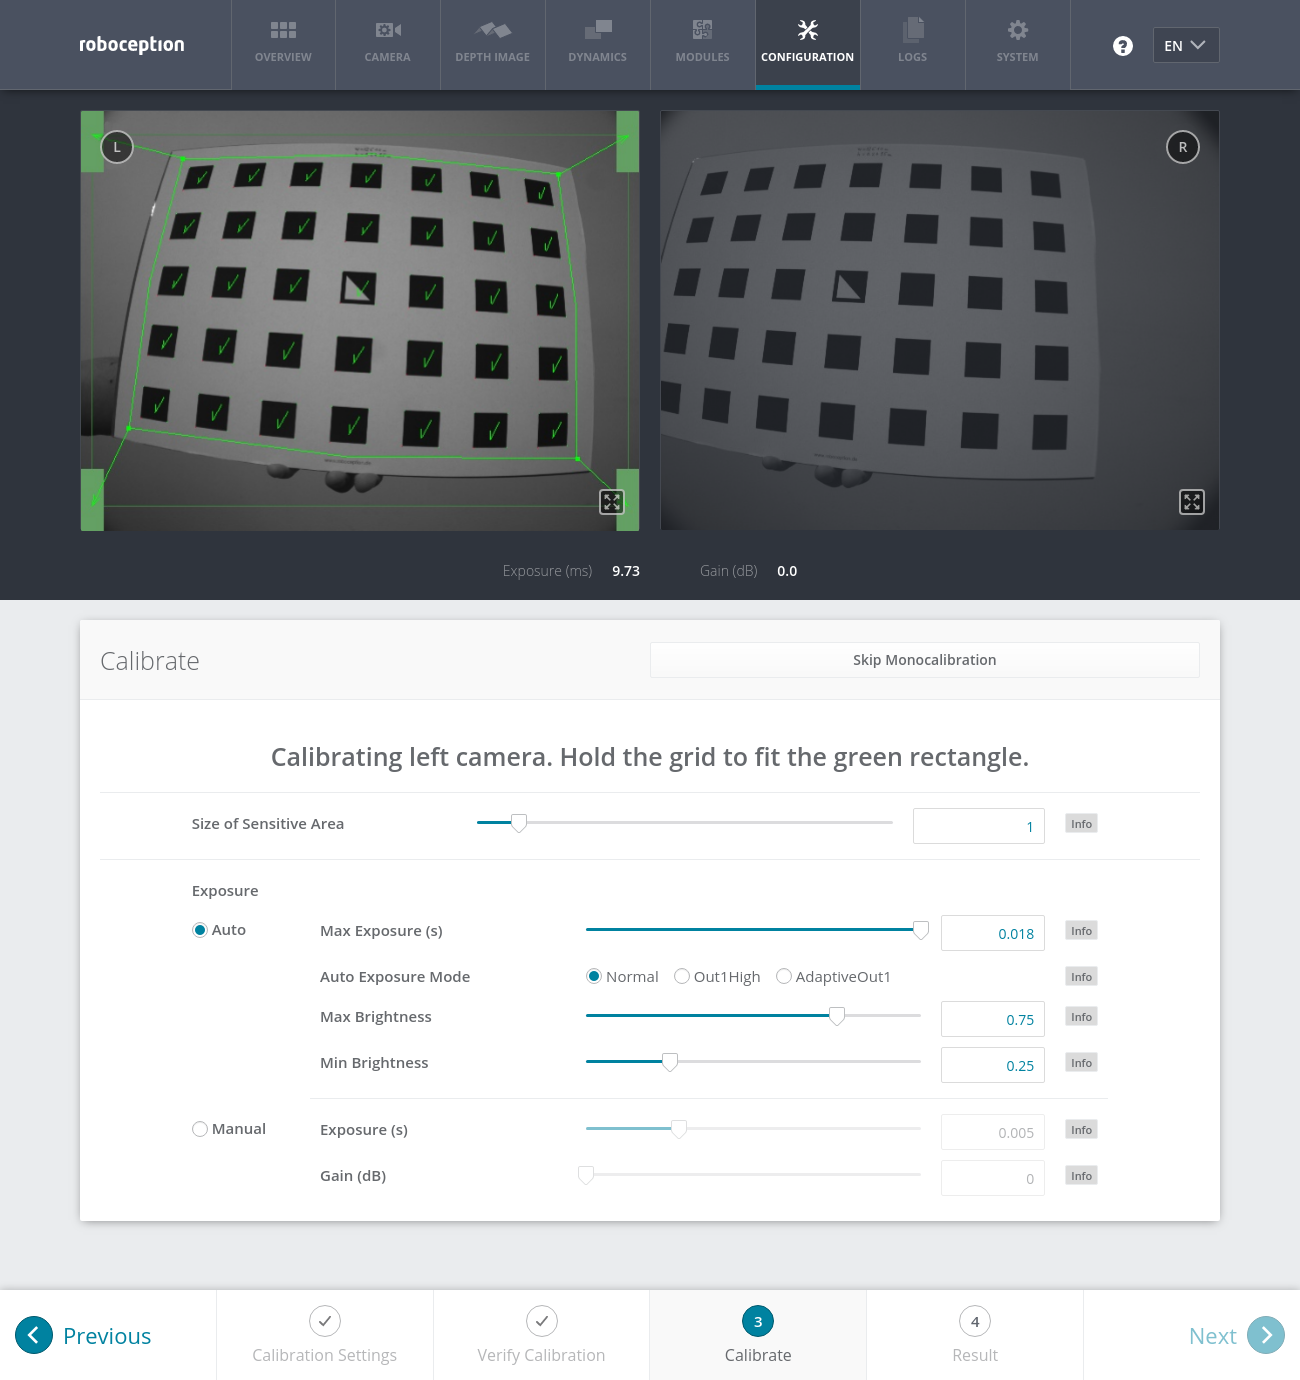 roboception
OVERVIEW
CAMERA
DEPTH IMAGE
DYNAMICS
MODULES
CONFIGURATION
LOGS
SYSTEM
?
EN
L
R
Exposure (ms) 9.73 Gain (dB) 0.0
Calibrate
Skip Monocalibration
Calibrating left camera. Hold the grid to fit the green rectangle.
Size of Sensitive Area 1 Info
Exposure
Auto Max Exposure (s) 0.018 Info
Auto Exposure Mode Normal Out1High AdaptiveOut1 Info
Max Brightness 0.75 Info
Min Brightness 0.25 Info
Manual Exposure (s) 0.005 Info
Gain (dB) 0 Info
Previous
Calibration Settings
Verify Calibration
3
Calibrate
4
Result
Next